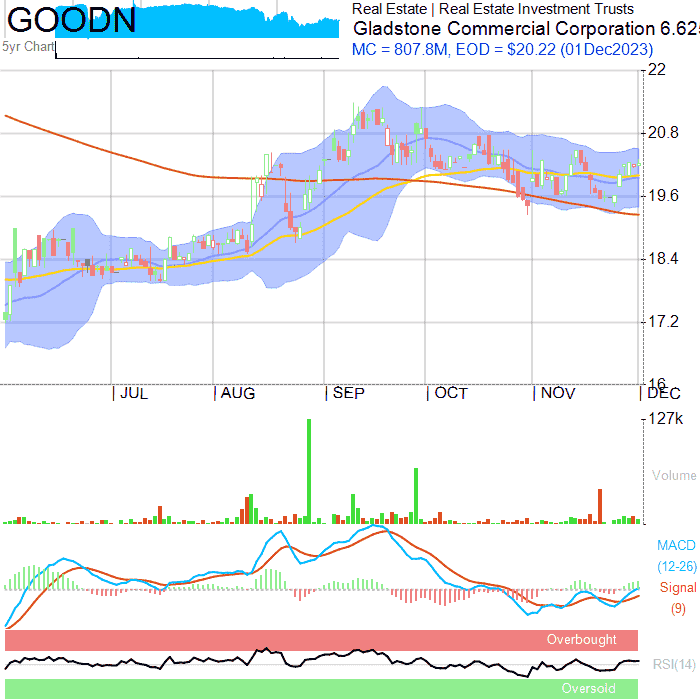 GOODN
Real Estate | Real Estate Investment Trusts
Gladstone Commercial Corporation 6.62
5yr Chart
MC = 807.8M, EOD = $20.22 (01Dec2023)
22
20.8
19.6
18.4
17.2
16
| JUL | AUG | SEP | OCT | NOV | DEC
127k
Volume
MACD
(12-26)
Signal
(9)
Overbought
RSI(14)
Oversold